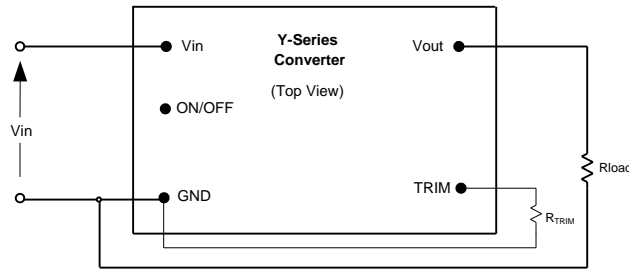 Y-Series
Converter
(Top View)
Vin
Vout
ON/OFF
Vin
Rload
GND
TRIM
RTRIM